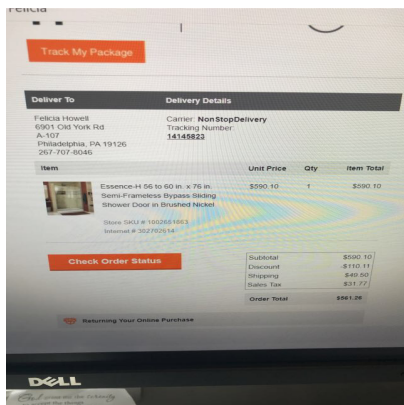 Felicia
Track My Package
Deliver To
Delivery Details
Felicia Howell
6901 Old York Rd
A-107
Philadelphia, PA 19126
267-707-8046
Carrier: NonStopDelivery
Tracking Number:
14145823
Item Unit Price Qty Item Total
Essence-H 56 to 60 in. x 76 in. $590.10 1 $590.10
Semi-Frameless Bypass Sliding
Shower Door in Brushed Nickel
Store SKU #
Internet #
Check Order Status
Subtotal $590.10
Discount -$110.11
Shipping $49.50
Sales Tax $31.77
Order Total $561.26
Returning Your Online Purchase
DELL